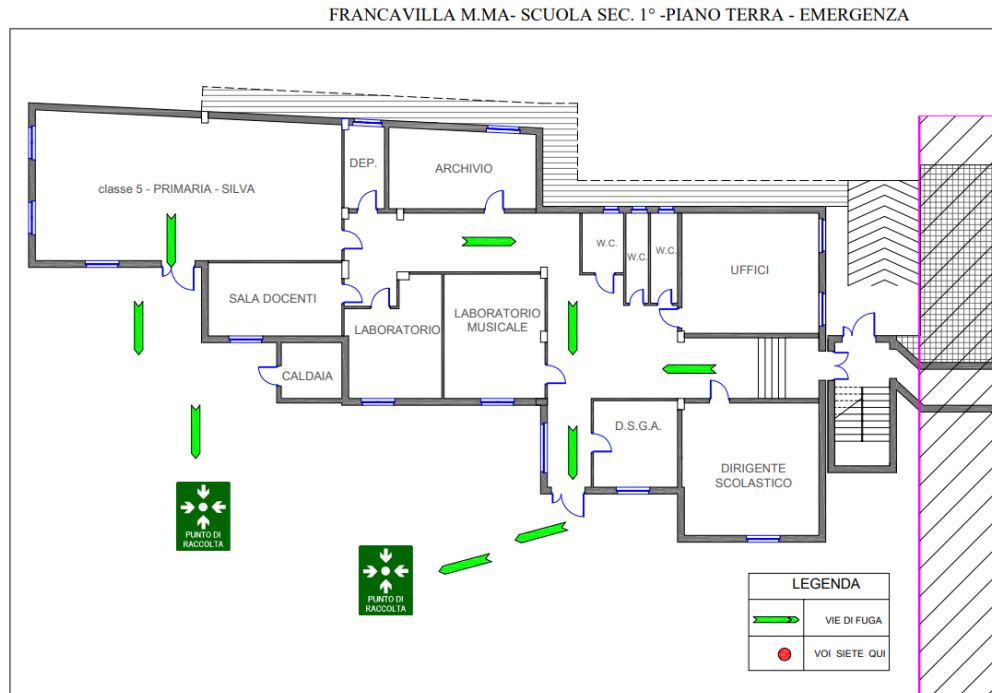 FRANCAVILLA M.MA- SCUOLA SEC. 1° -PIANO TERRA - EMERGENZA
DEP.
ARCHIVIO
classe 5 - PRIMARIA - SILVA
W.C.
W.C.
W.C.
UFFICI
SALA DOCENTI
LABORATORIO
LABORATORIO
MUSICALE
CALDAIA
D.S.G.A.
DIRIGENTE
SCOLASTICO
PUNTO DI
RACCOLTA
PUNTO DI
RACCOLTA
LEGENDA
VIE DI FUGA
VOI SIETE QUI